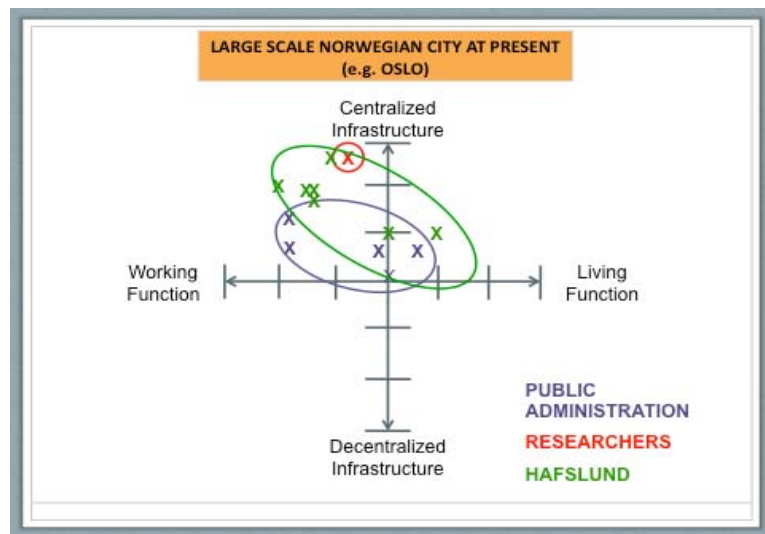 LARGE SCALE NORWEGIAN CITY AT PRESENT
(e.g. OSLO)
Centralized
Infrastructure
X X
X X X
X
X
X X
X X X
X
Working
Function
Living
Function
PUBLIC
ADMINISTRATION
Decentralized
Infrastructure
RESEARCHERS
HAFSLUND